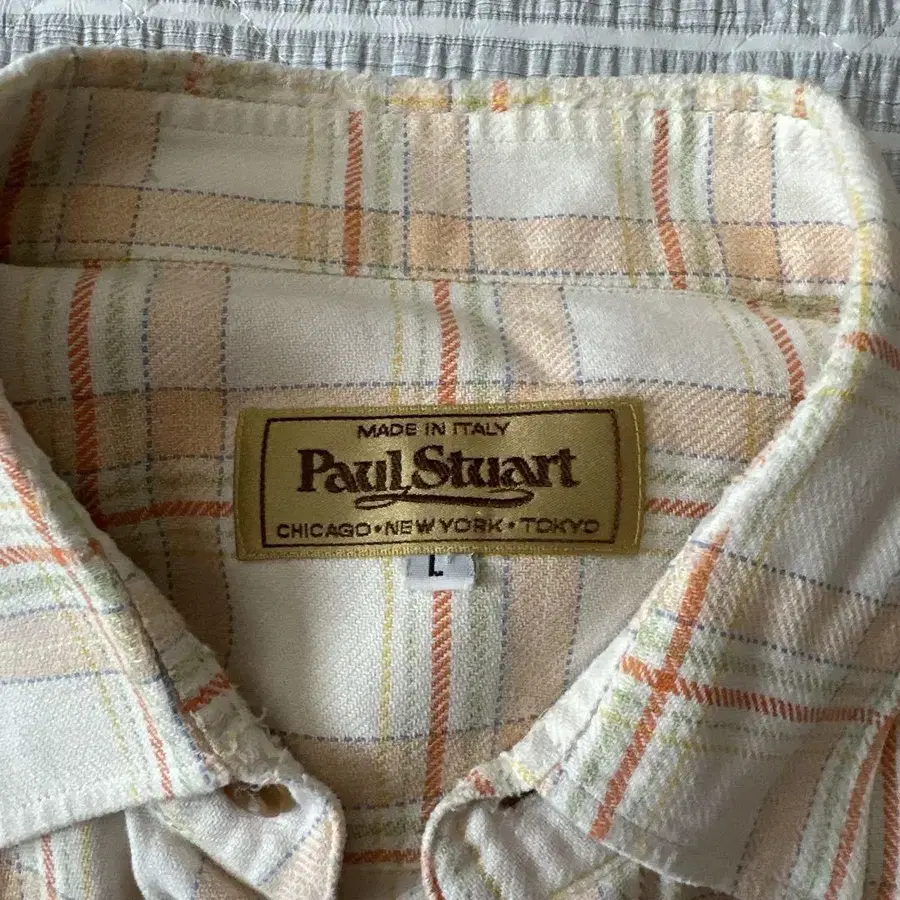 MADE IN ITALY
Paul Stuart
CHICAGO • NEW YORK • TOKYO
L